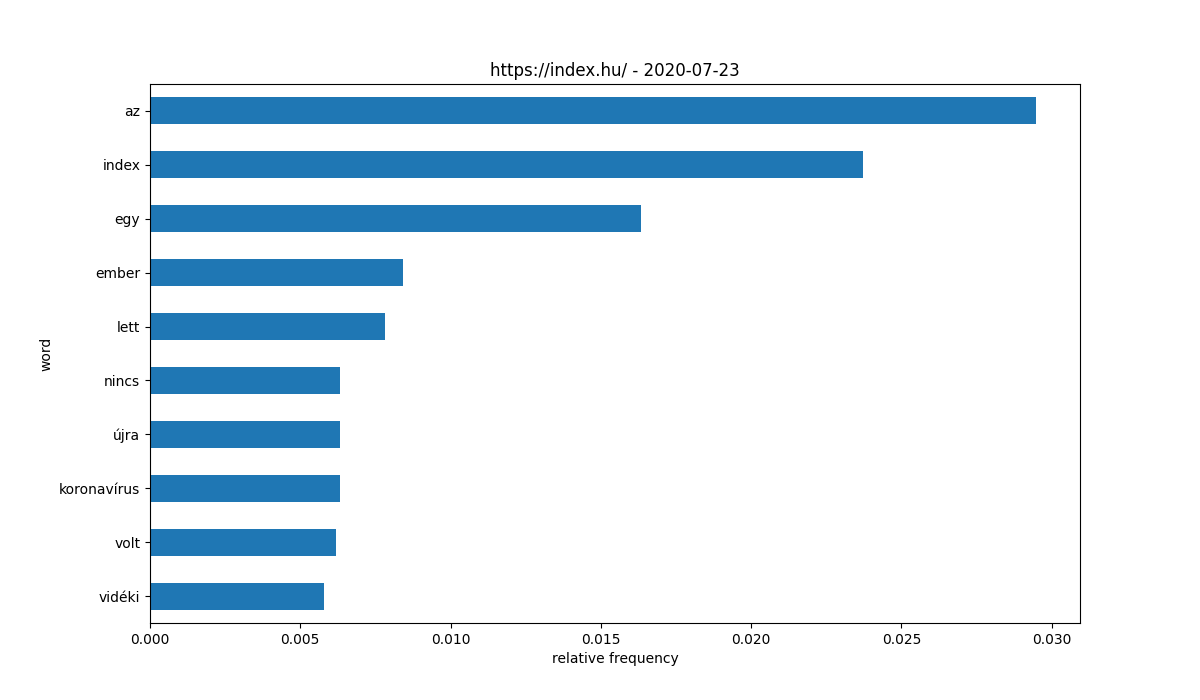 https://index.hu/ - 2020-07-23
az
index
egy
ember
lett
nincs
újra
koronavírus
volt
vidéki
word
0.000 0.005 0.010 0.015 0.020 0.025 0.030
relative frequency